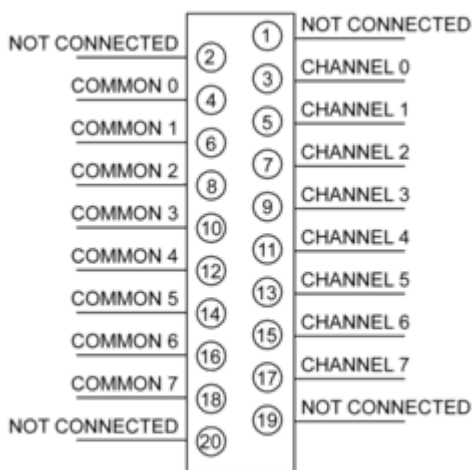 NOT CONNECTED
1
NOT CONNECTED
2
CHANNEL 0
3
COMMON 0
4
CHANNEL 1
5
COMMON 1
6
CHANNEL 2
7
COMMON 2
8
CHANNEL 3
9
COMMON 3
10
CHANNEL 4
11
COMMON 4
12
CHANNEL 5
13
COMMON 5
14
CHANNEL 6
15
COMMON 6
16
CHANNEL 7
17
COMMON 7
18
NOT CONNECTED
19
NOT CONNECTED
20